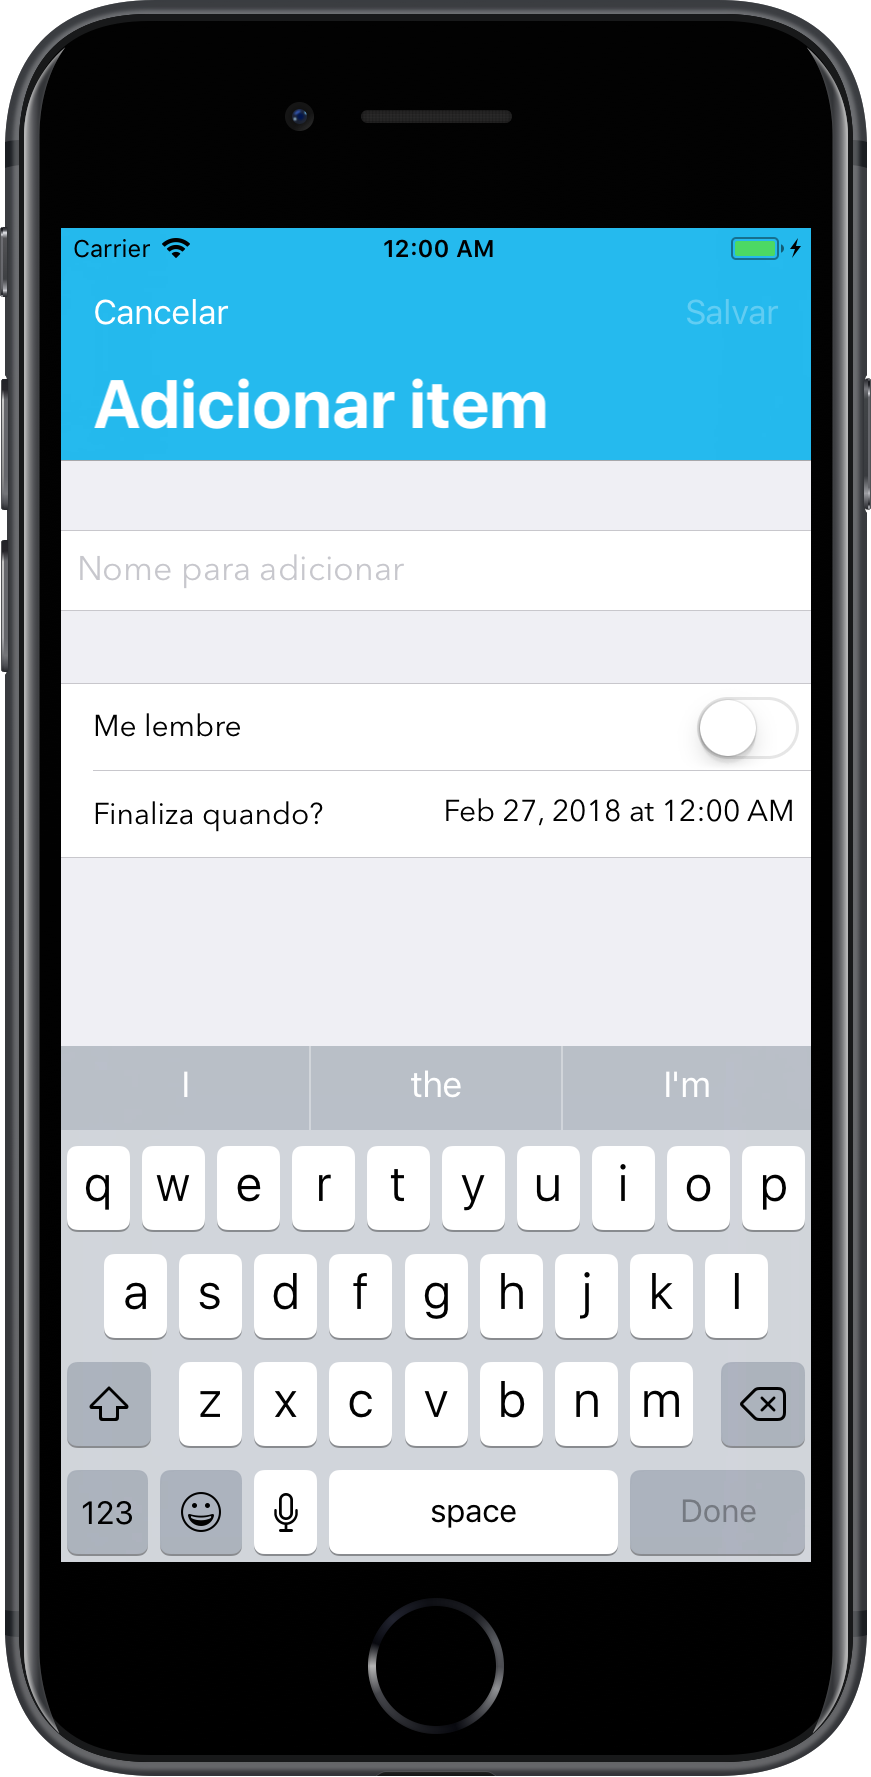 Carrier 12:00 AM
Cancelar Salvar
Adicionar item
Nome para adicionar
Me lembre
Finaliza quando? Feb 27, 2018 at 12:00 AM
I the I'm
q w e r t y u i o p
a s d f g h j k l
z x c v b n m
123 space Done